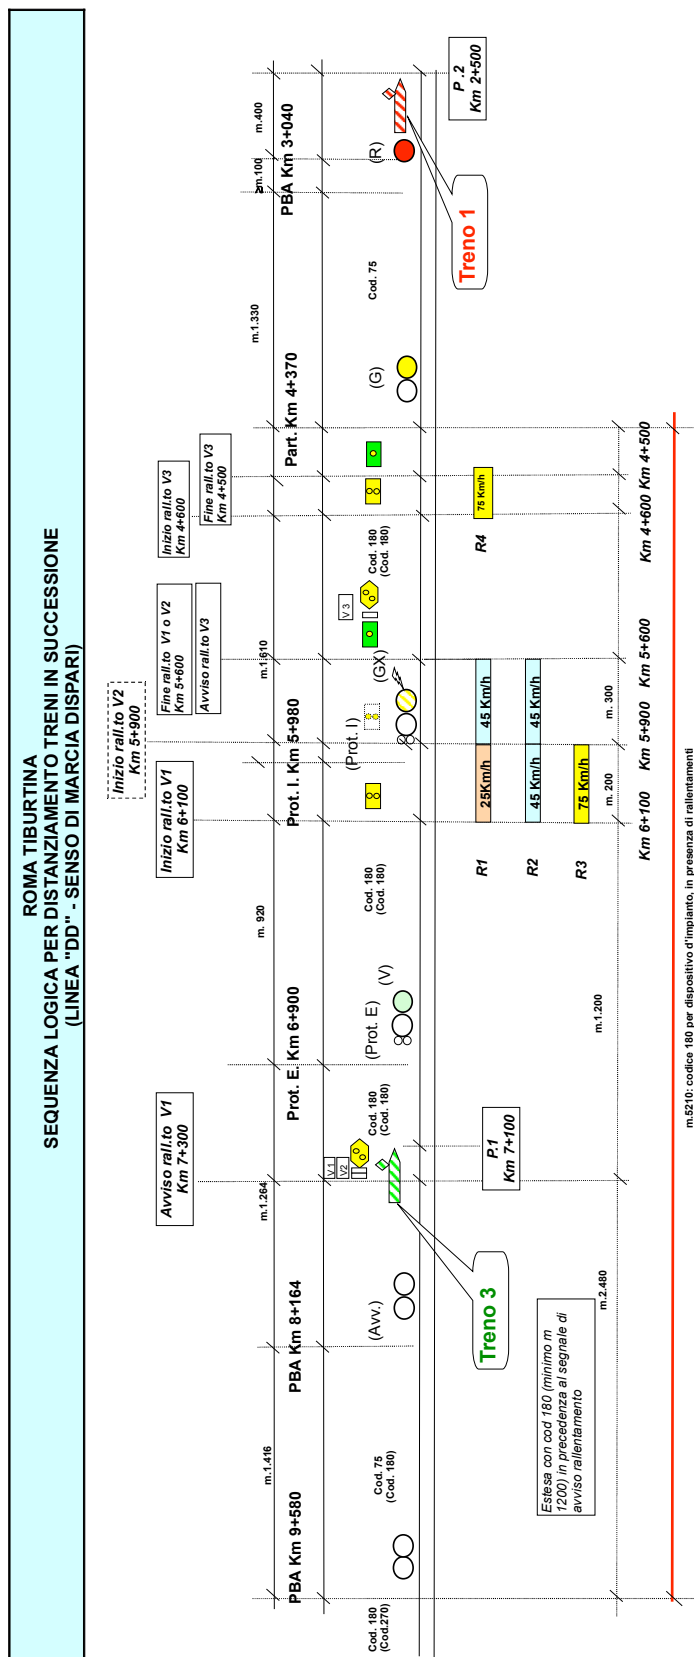 ROMA TIBURTINA
SEQUENZA LOGICA PER DISTANZIAMENTO TRENI IN SUCCESSIONE
(LINEA "DD" - SENSO DI MARCIA DISPARI)
Avviso rall.to V1
Km 7+300
Inizio rall.to V1
Km 6+100
Inizio rall.to V2
Km 5+900
Fine rall.to V1 o V2
Km 5+600
Avviso rall.to V3
Inizio rall.to V3
Km 4+600
Fine rall.to V3
Km 4+500
m.1.416
m.1.264
m. 920
m.1.610
m.1.330
≥m.100
m.400
PBA Km 9+580
PBA Km 8+164
Prot. E. Km 6+900
Prot. I. Km 5+980
Part. Km 4+370
PBA Km 3+040
Cod. 180
(Cod.270)
Cod. 75
(Cod. 180)
(Avv.)
V 1
V2
Cod. 180
(Cod. 180)
(Prot. E)
(V)
Cod. 180
(Cod. 180)
(Prot. I)
(GX)
V 3
Cod. 180
(Cod. 180)
(G)
Cod. 75
(R)
Treno 3
P.1
Km 7+100
Treno 1
P .2
Km 2+500
R1
25Km/h
45 Km/h
R2
45 Km/h
45 Km/h
R3
75 Km/h
R4
75 Km/h
Estesa con cod 180 (minimo m
1200) in precedenza al segnale di
avviso rallentamento
m.2.480
m.1.200
m. 200
m. 300
Km 6+100
Km 5+900
Km 5+600
Km 4+600
Km 4+500
m.5210: codice 180 per dispositivo d'impianto, in presenza di rallentamenti